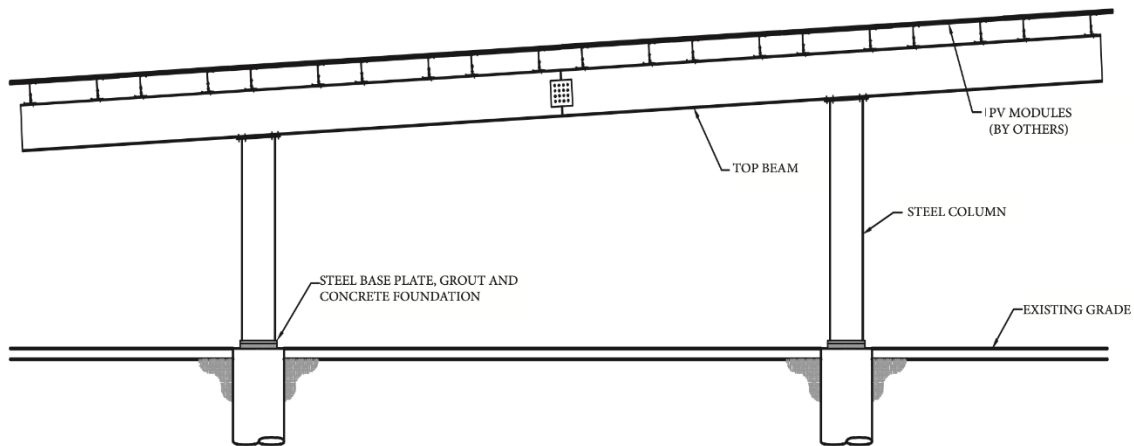 PV MODULES
(BY OTHERS)
TOP BEAM
STEEL COLUMN
STEEL BASE PLATE, GROUT AND
CONCRETE FOUNDATION
EXISTING GRADE